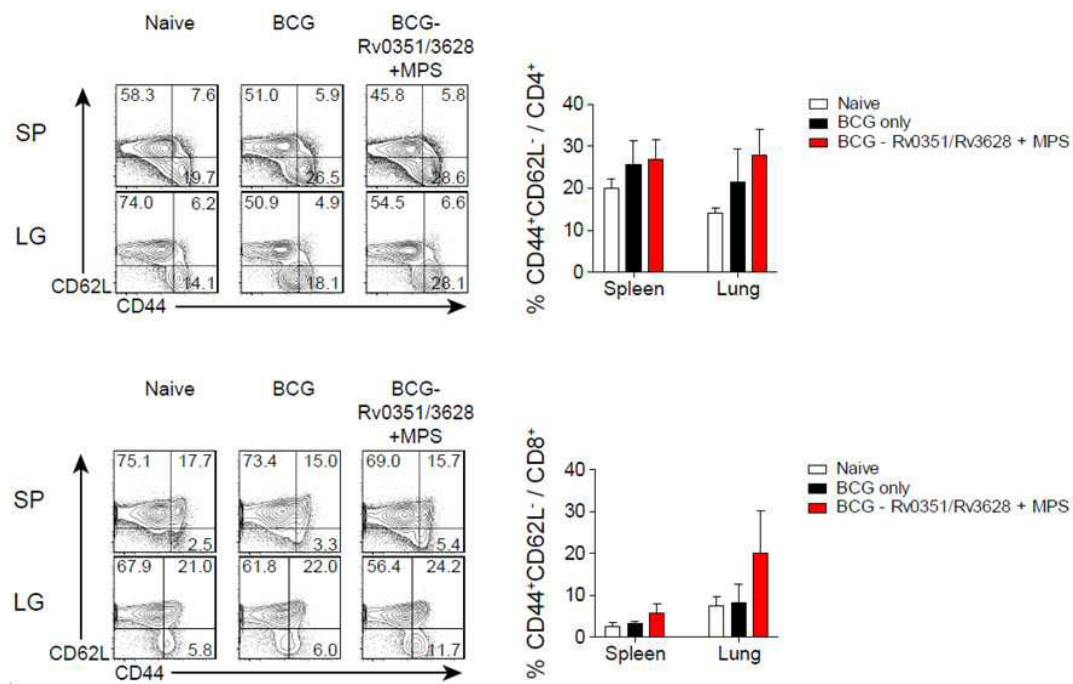 Naive
BCG
BCG-
Rv0351/3628
+MPS
SP
58.3 7.6
19.7
51.0 5.9
26.5
45.8 5.8
28.6
LG
74.0 6.2
14.1
50.9 4.9
18.1
54.5 6.6
28.1
CD62L
CD44
% CD44+CD62L- / CD4+
40
30
20
10
0
Spleen
Lung
Naive
BCG only
BCG - Rv0351/Rv3628 + MPS
Naive
BCG
BCG-
Rv0351/3628
+MPS
SP
75.1 17.7
2.5
73.4 15.0
3.3
69.0 15.7
5.4
LG
67.9 21.0
5.8
61.8 22.0
6.0
56.4 24.2
11.7
CD62L
CD44
% CD44+CD62L- / CD8+
40
30
20
10
0
Spleen
Lung
Naive
BCG only
BCG - Rv0351/Rv3628 + MPS